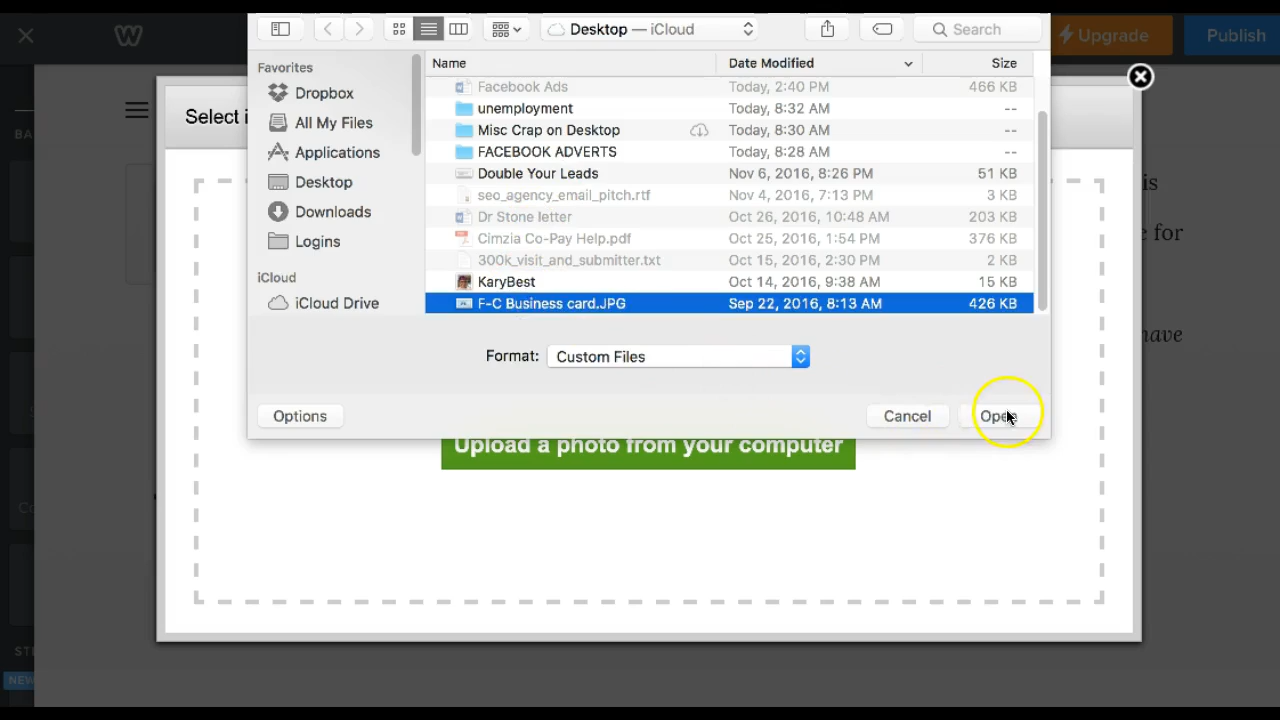 Desktop — iCloud
Search
Upgrade
Publish
Favorites
Dropbox
All My Files
Applications
Desktop
Downloads
Logins
iCloud
iCloud Drive
Name Date Modified Size
Facebook Ads Today, 2:40 PM 466 KB
unemployment Today, 8:32 AM --
Misc Crap on Desktop Today, 8:30 AM --
FACEBOOK ADVERTS Today, 8:28 AM --
Double Your Leads Nov 6, 2016, 8:26 PM 51 KB
seo_agency_email_pitch.rtf Nov 4, 2016, 7:13 PM 3 KB
Dr Stone letter Oct 26, 2016, 10:48 AM 203 KB
Cimzia Co-Pay Help.pdf Oct 25, 2016, 1:54 PM 376 KB
300k_visit_and_submitter.txt Oct 15, 2016, 2:30 PM 2 KB
KaryBest Oct 14, 2016, 9:38 AM 15 KB
F-C Business card.JPG Sep 22, 2016, 8:13 AM 426 KB
Format: Custom Files
Options
Cancel
Open
Select
for
have
Upload a photo from your computer
NEW